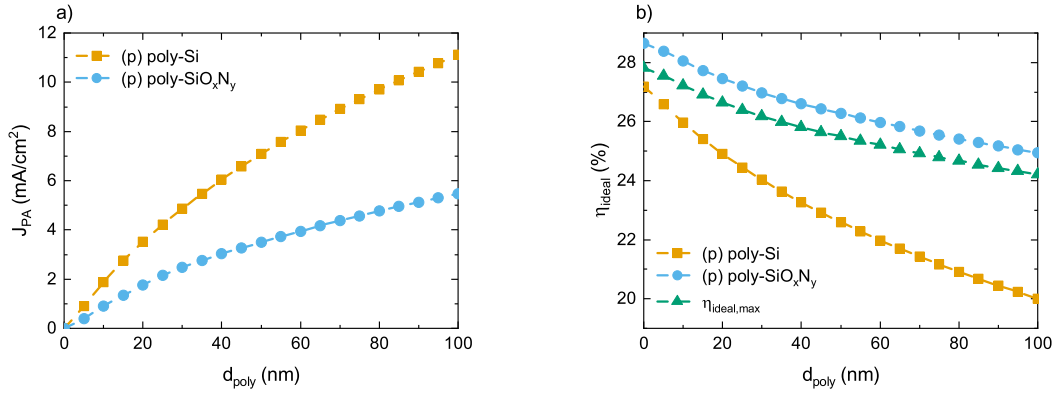 a)
12
10
8
6
4
2
0
J_PA (mA/cm²)
(p) poly-Si
(p) poly-SiOₓN_y
0 20 40 60 80 100
d_poly (nm)
b)
28
26
24
22
20
η_ideal (%)
(p) poly-Si
(p) poly-SiOₓN_y
η_ideal,max
0 20 40 60 80 100
d_poly (nm)